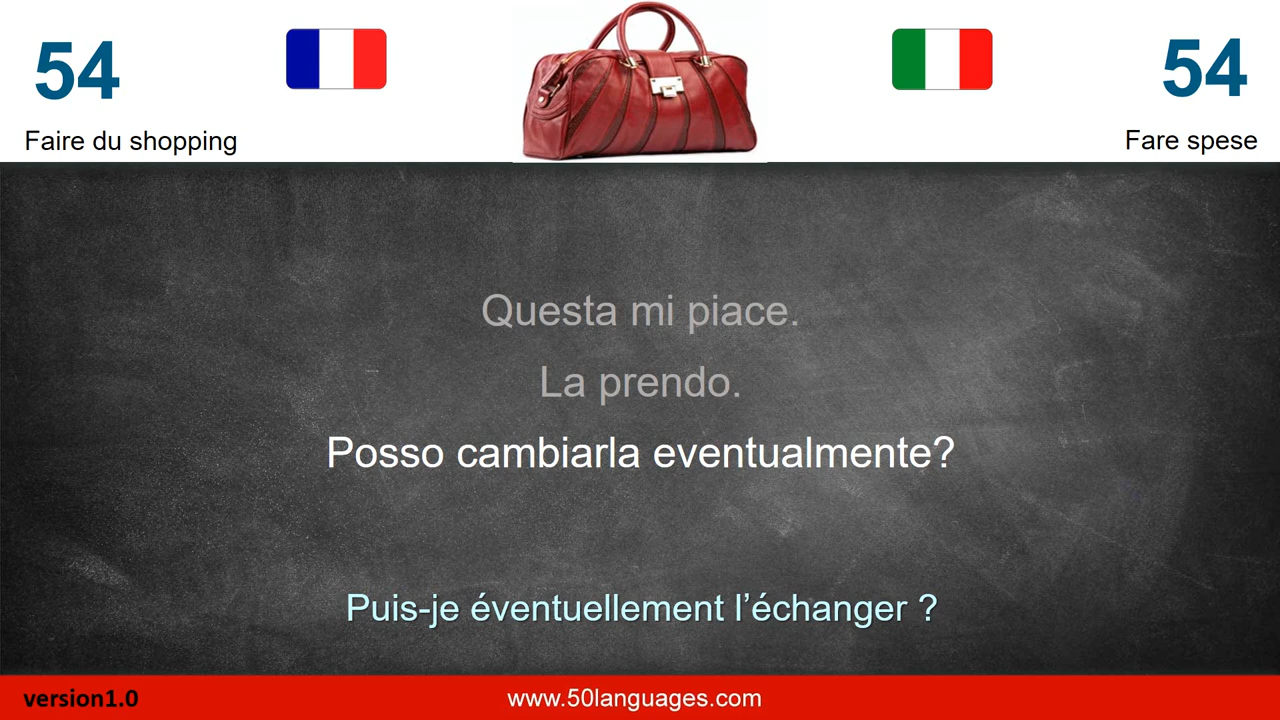 54
54
Faire du shopping
Fare spese
Questa mi piace.
La prendo.
Posso cambiarla eventualmente?
Puis-je éventuellement l’échanger ?
version1.0
www.50languages.com